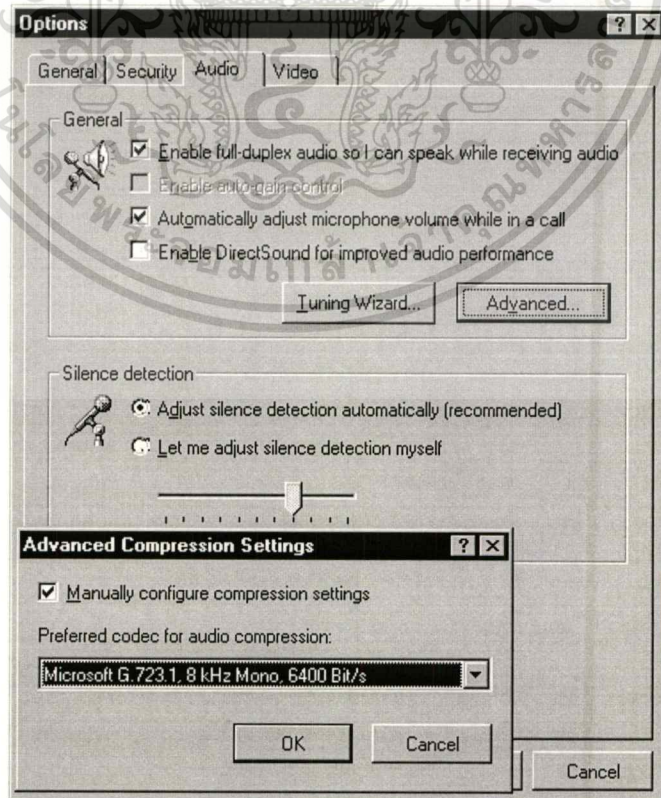 Options
General
Security
Audio
Video
General
Enable full-duplex audio so I can speak while receiving audio
Enable auto-gain control
Automatically adjust microphone volume while in a call
Enable DirectSound for improved audio performance
Tuning Wizard...
Advanced...
Silence detection
Adjust silence detection automatically (recommended)
Let me adjust silence detection myself
Advanced Compression Settings
Manually configure compression settings
Preferred codec for audio compression:
Microsoft G.723.1, 8 kHz Mono, 6400 Bit/s
OK
Cancel
Cancel